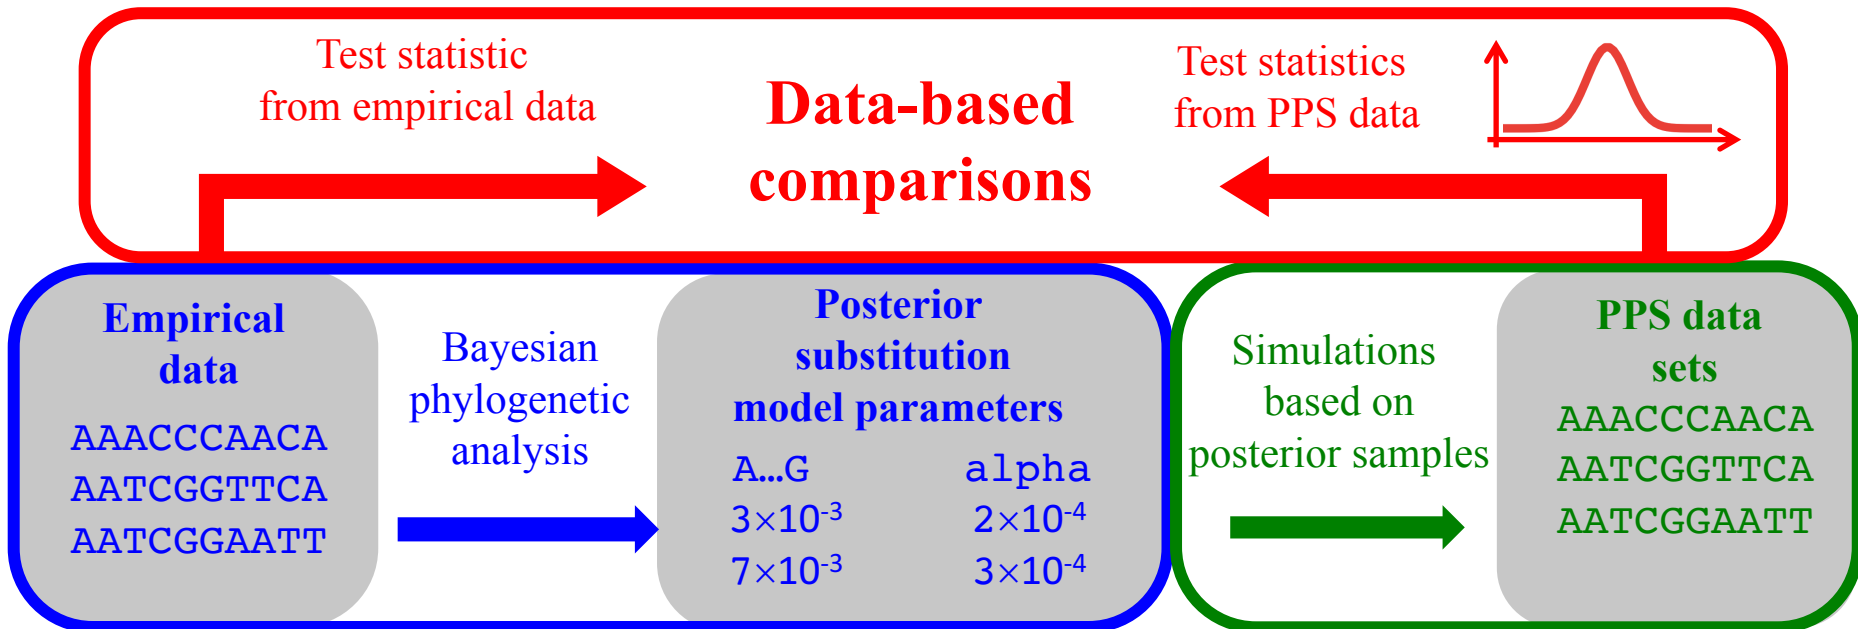 Test statistic
from empirical data
Data-based
comparisons
Test statistics
from PPS data
Empirical
data
AAACCCAACA
AATCGGTTCA
AATCGGAATT
Bayesian
phylogenetic
analysis
Posterior
substitution
model parameters
A…G alpha
3×10⁻³ 2×10⁻⁴
7×10⁻³ 3×10⁻⁴
Simulations
based on
posterior samples
PPS data
sets
AAACCCAACA
AATCGGTTCA
AATCGGAATT